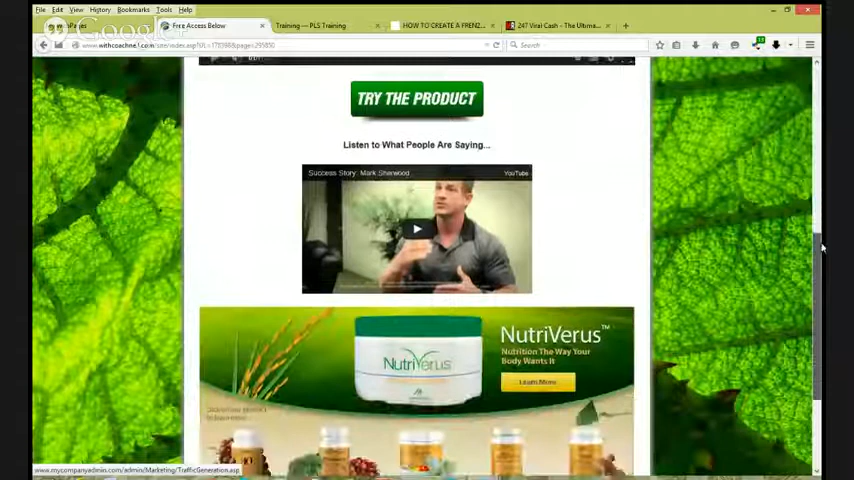 File Edit View History Bookmarks Tools Help
Free Access Below
Training — PLS Training
HOW TO CREATE A FRENZ...
247 Viral Cash - The Ultima...
Search
TRY THE PRODUCT
Listen to What People Are Saying...
Success Story: Mark Sherwood
YouTube
NutriVerus™
Nutrition The Way Your
Body Wants It
NutriVerus
Learn More
www.mycompanyadmin.com/admin/Marketing/TrafficGeneration.asp